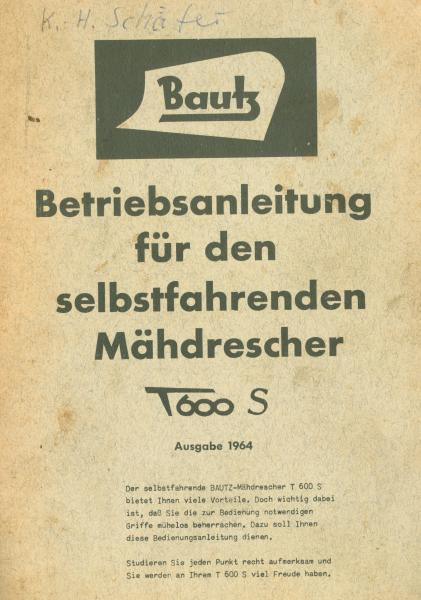 K.-H. Schäfer
Bautz
Betriebsanleitung
für den
selbstfahrenden
Mähdrescher
T600 S
Ausgabe 1964
Der selbstfahrende BAUTZ-Mähdrescher T 600 S
bietet Ihnen viele Vorteile. Doch wichtig dabei
ist, daß Sie die zur Bedienung notwendigen
Griffe mühelos beherrschen. Dazu soll Ihnen
diese Bedienungsanleitung dienen.
Studieren Sie jeden Punkt recht aufmerksam und
Sie werden an Ihrem T 600 S viel Freude haben.